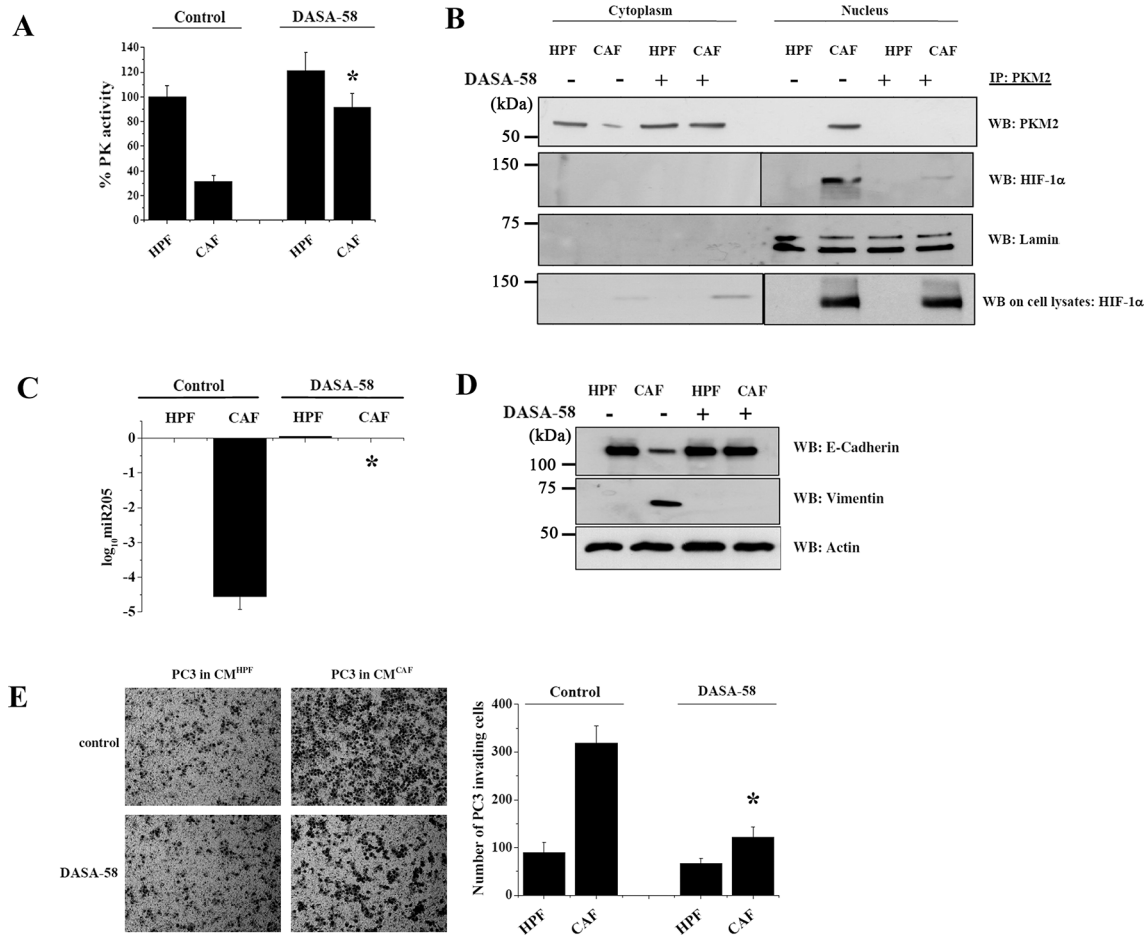 A
Control
DASA-58
% PK activity
140
120
100
80
60
40
20
0
*
HPF
CAF
HPF
CAF
B
Cytoplasm
Nucleus
HPF CAF HPF CAF HPF CAF HPF CAF
DASA-58 - - + + - - + + IP: PKM2
(kDa)
50
WB: PKM2
150
WB: HIF-1α
75
WB: Lamin
150
WB on cell lysates: HIF-1α
C
Control
DASA-58
HPF CAF HPF CAF
log10miR205
0
-1
-2
-3
-4
-5
*
D
HPF CAF HPF CAF
DASA-58 - - + +
(kDa)
100
WB: E-Cadherin
75
WB: Vimentin
50
WB: Actin
E
PC3 in CMHPF
PC3 in CMCAF
control
DASA-58
Control
DASA-58
Number of PC3 invading cells
400
300
200
100
0
*
HPF
CAF
HPF
CAF